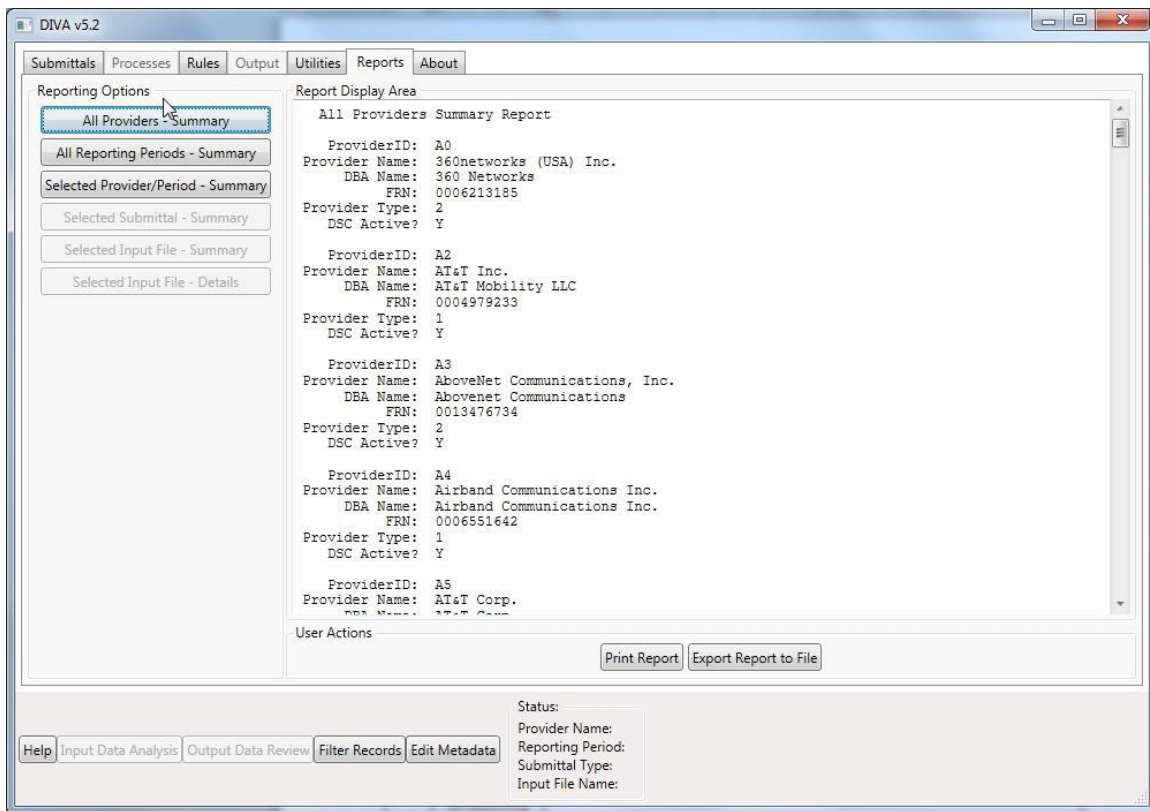 DIVA v5.2
Submittals Processes Rules Output Utilities Reports About
Reporting Options
All Providers - Summary
All Reporting Periods - Summary
Selected Provider/Period - Summary
Selected Submittal - Summary
Selected Input File - Summary
Selected Input File - Details
Report Display Area
All Providers Summary Report
ProviderID: A0
Provider Name: 360networks (USA) Inc.
DBA Name: 360 Networks
FRN: 0006213185
Provider Type: 2
DSC Active? Y
ProviderID: A2
Provider Name: AT&T Inc.
DBA Name: AT&T Mobility LLC
FRN: 0004979233
Provider Type: 1
DSC Active? Y
ProviderID: A3
Provider Name: AboveNet Communications, Inc.
DBA Name: Abovenet Communications
FRN: 0013476734
Provider Type: 2
DSC Active? Y
ProviderID: A4
Provider Name: Airband Communications Inc.
DBA Name: Airband Communications Inc.
FRN: 0006551642
Provider Type: 1
DSC Active? Y
ProviderID: A5
Provider Name: AT&T Corp.
DBA Name: AT&T Corp
User Actions
Print Report Export Report to File
Help Input Data Analysis Output Data Review Filter Records Edit Metadata
Status:
Provider Name:
Reporting Period:
Submittal Type:
Input File Name: